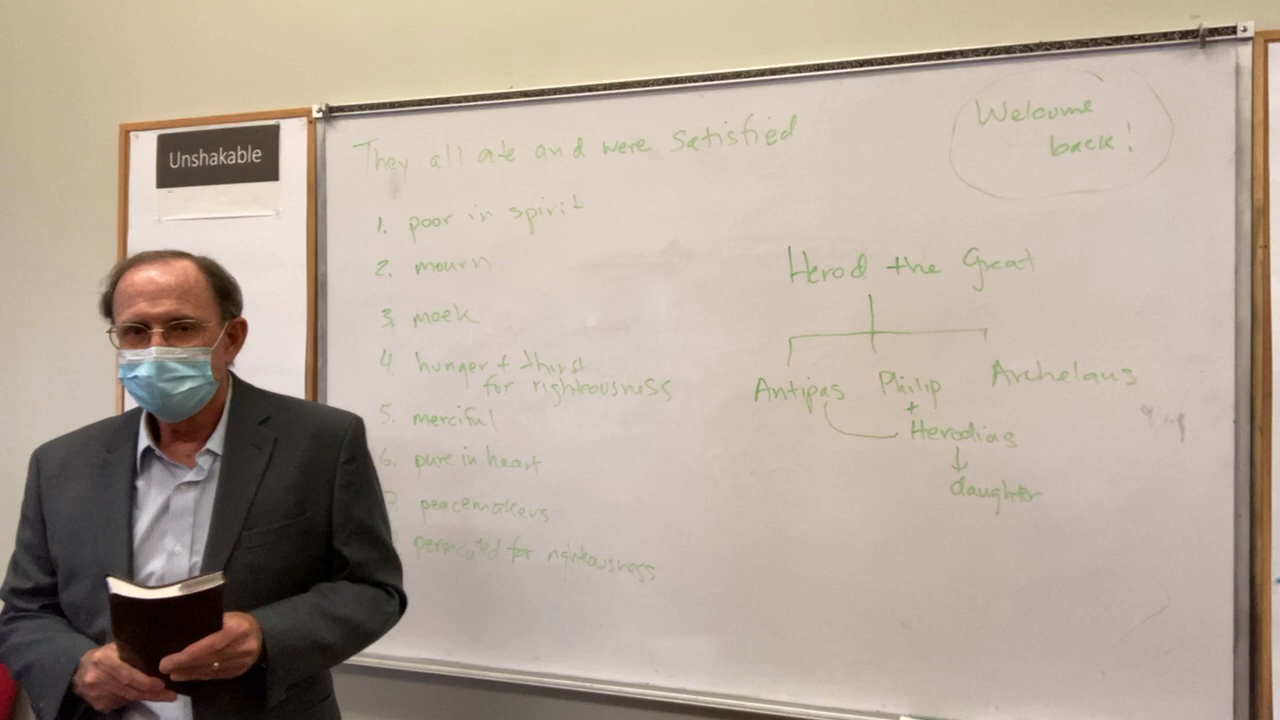 Unshakable
They all ate and were satisfied
Welcome
back!
1. poor in spirit
2. mourn
3. meek
4. hunger + thirst
for righteousness
5. merciful
6. pure in heart
peacemakers
persecuted for righteousness
Herod the Great
Antipas Philip Archelaus
+
Herodias
daughter